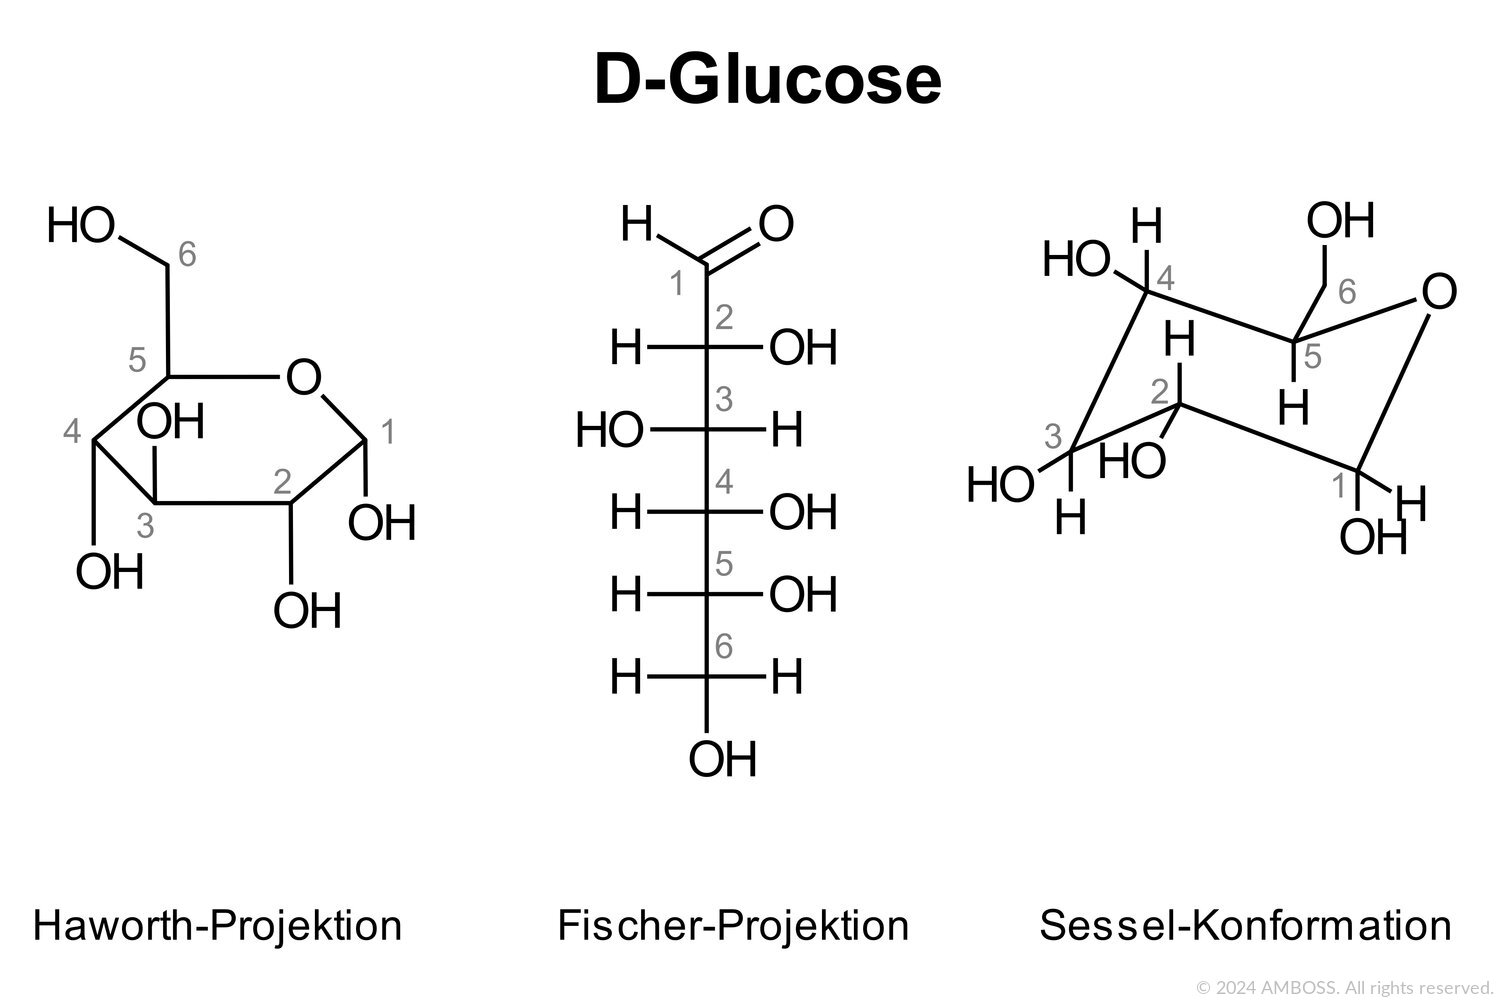 D-Glucose
HO
6
5
O
OH
4
1
2
3
OH
OH
OH
H
O
1
2
H
OH
3
HO
H
4
H
OH
5
H
OH
6
H
H
OH
H
OH
HO
4
6
O
H
5
2
H
3
HO
HO
1
H
H
OH
Haworth-Projektion
Fischer-Projektion
Sessel-Konformation
© 2024 AMBOSS. All rights reserved.